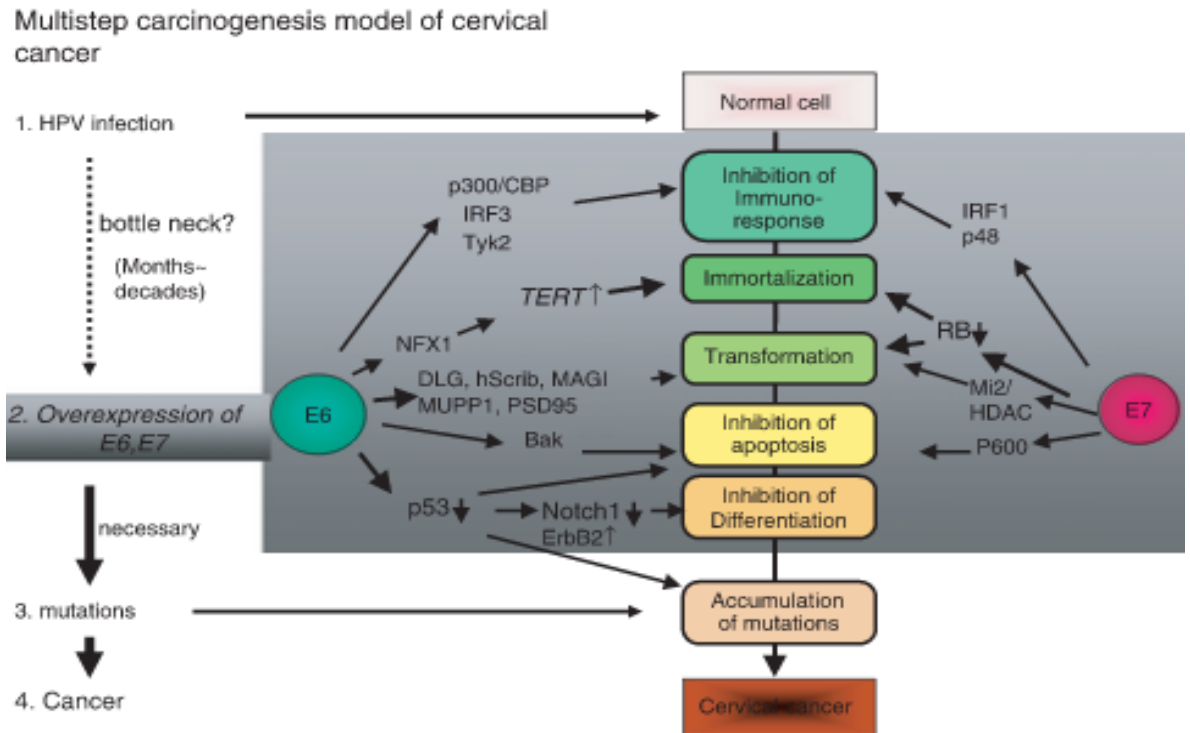 Multistep carcinogenesis model of cervical
cancer
Normal cell
1. HPV infection
p300/CBP
IRF3
Tyk2
Inhibition of
Immuno-
response
IRF1
p48
bottle neck?
(Months~
decades)
TERT↑
Immortalization
NFX1
RB
Transformation
DLG, hScrib, MAGI
MUPP1, PSD95
Mi2/
HDAC
2. Overexpression of
E6,E7
E6
E7
Bak
Inhibition of
apoptosis
P600
p53
Notch1
ErbB2↑
Inhibition of
Differentiation
necessary
3. mutations
Accumulation
of mutations
4. Cancer
Cervical cancer